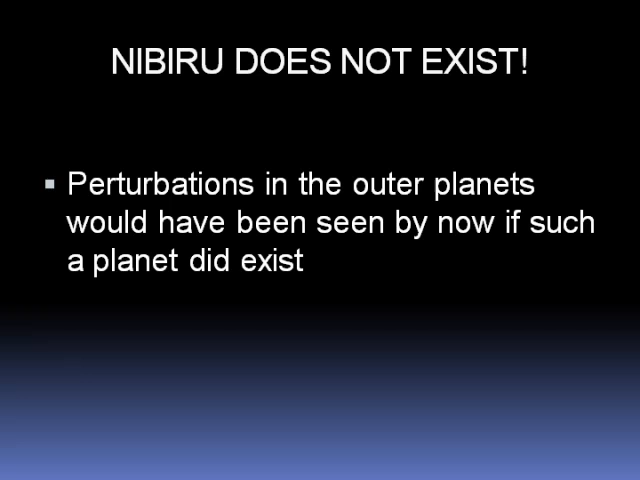 NIBIRU DOES NOT EXIST!
▪ Perturbations in the outer planets
would have been seen by now if such
a planet did exist